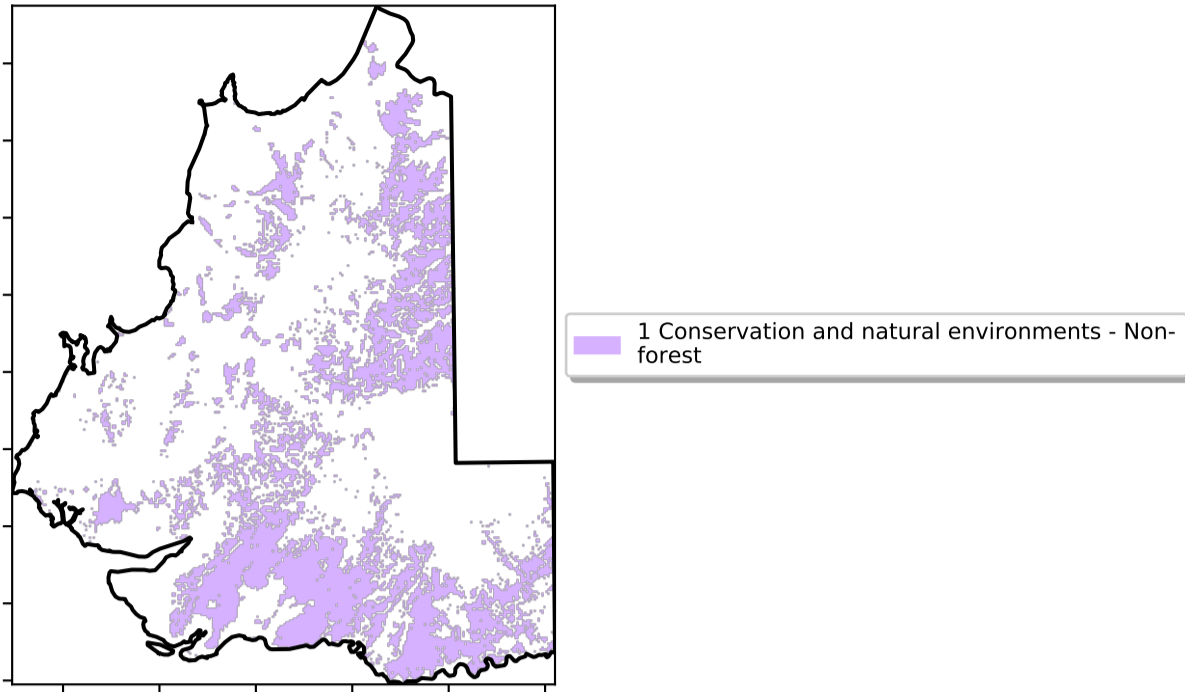 1 Conservation and natural environments - Non-
forest